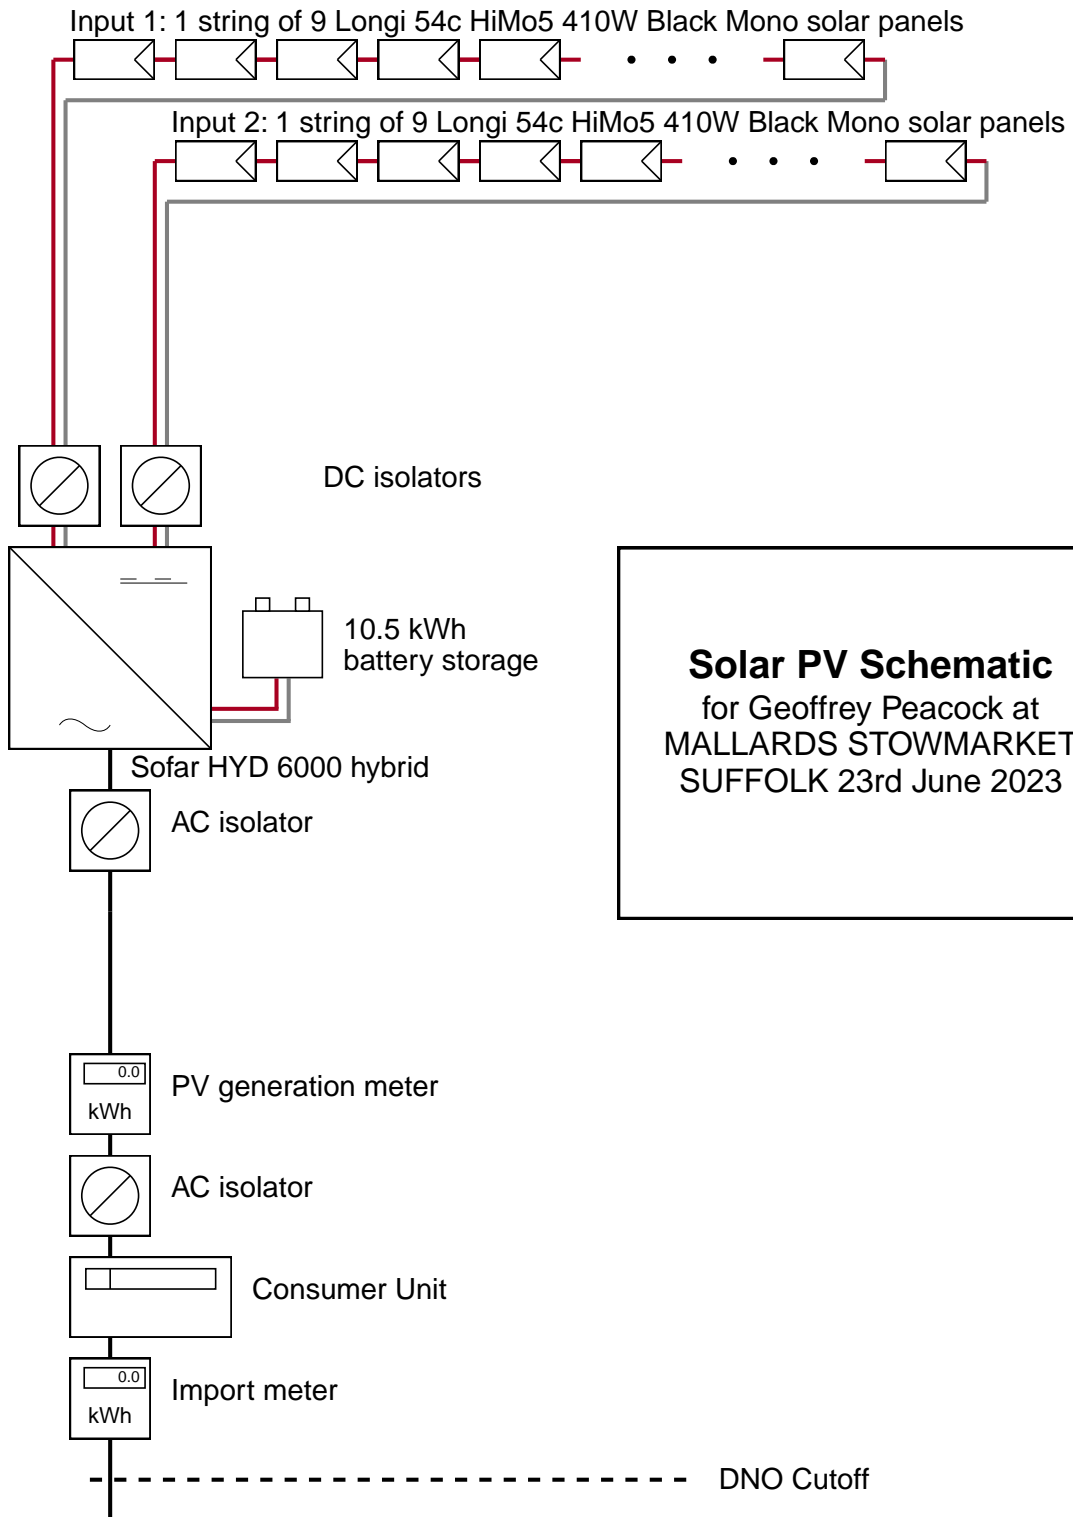 Input 1: 1 string of 9 Longi 54c HiMo5 410W Black Mono solar panels
Input 2: 1 string of 9 Longi 54c HiMo5 410W Black Mono solar panels
DC isolators
10.5 kWh
battery storage
Solar PV Schematic
for Geoffrey Peacock at
MALLARDS STOWMARKET
SUFFOLK 23rd June 2023
Sofar HYD 6000 hybrid
AC isolator
0.0
kWh
PV generation meter
AC isolator
Consumer Unit
0.0
kWh
Import meter
DNO Cutoff